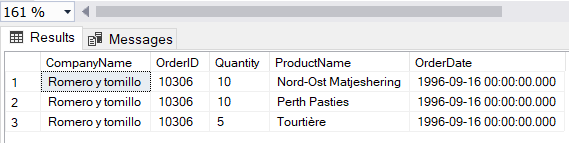 161 %
Results Messages
CompanyName OrderID Quantity ProductName OrderDate
1 Romero y tomillo 10306 10 Nord-Ost Matjeshering 1996-09-16 00:00:00.000
2 Romero y tomillo 10306 10 Perth Pasties 1996-09-16 00:00:00.000
3 Romero y tomillo 10306 5 Tourtière 1996-09-16 00:00:00.000